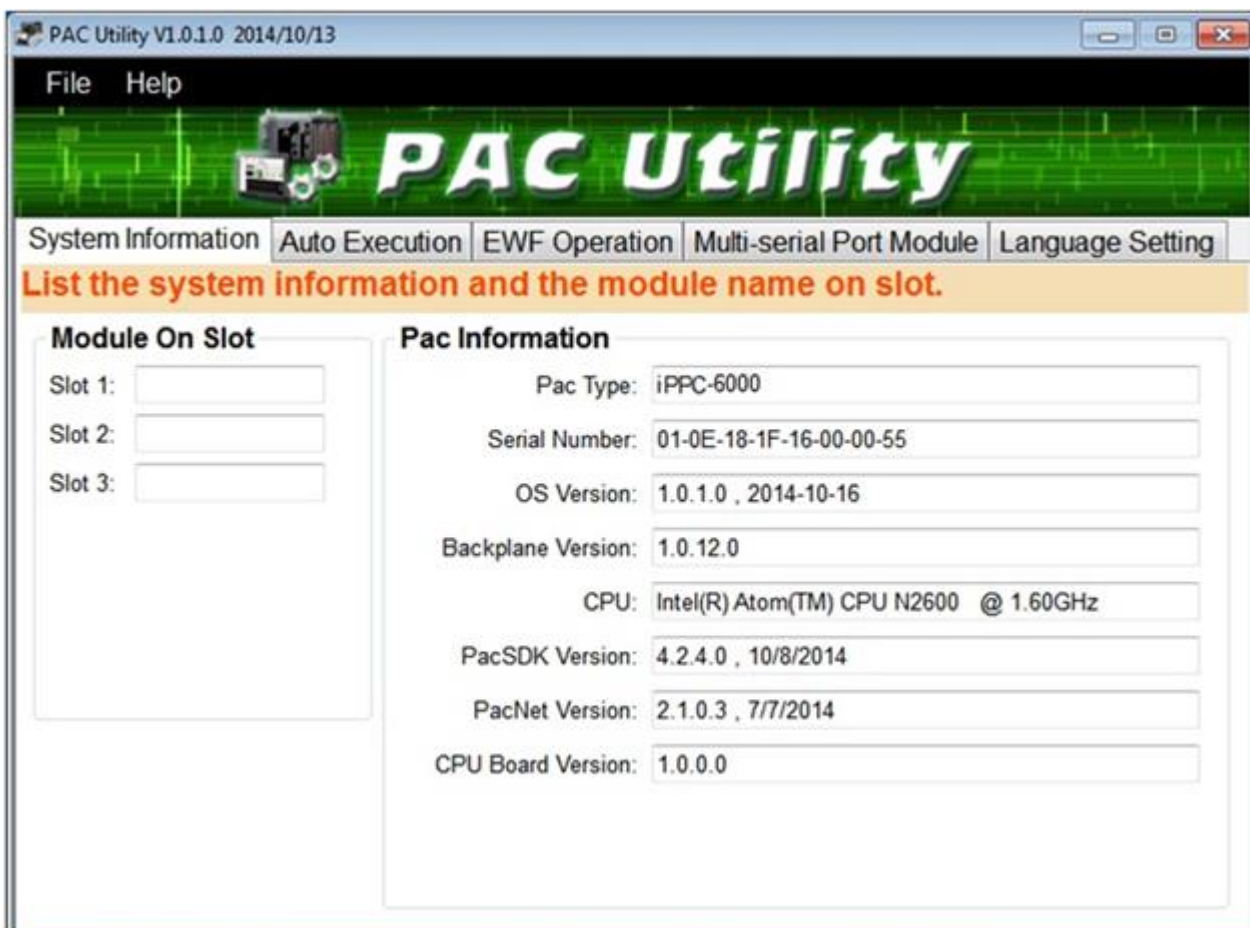 PAC Utility V1.0.1.0 2014/10/13
File Help
PAC Utility
System Information Auto Execution EWF Operation Multi-serial Port Module Language Setting
List the system information and the module name on slot.
Module On Slot
Slot 1:
Slot 2:
Slot 3:
Pac Information
Pac Type: iPPC-6000
Serial Number: 01-0E-18-1F-16-00-00-55
OS Version: 1.0.1.0 , 2014-10-16
Backplane Version: 1.0.12.0
CPU: Intel(R) Atom(TM) CPU N2600 @ 1.60GHz
PacSDK Version: 4.2.4.0 , 10/8/2014
PacNet Version: 2.1.0.3 , 7/7/2014
CPU Board Version: 1.0.0.0